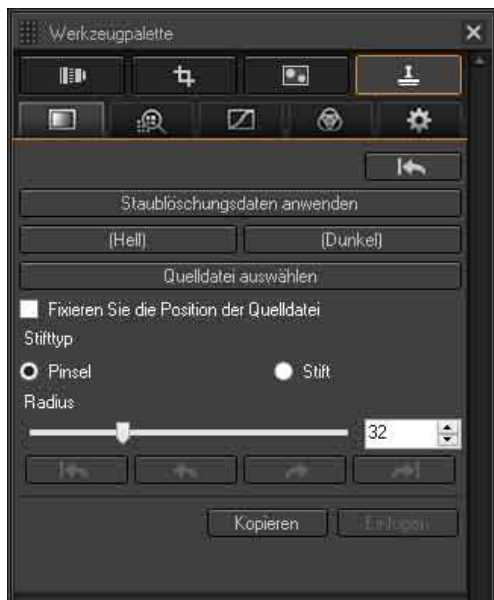 Werkzeugpalette
Staublöschungsdaten anwenden
(Hell) (Dunkel)
Quelldatei auswählen
Fixieren Sie die Position der Quelldatei
Stifttyp
Pinsel Stift
Radius
32
Kopieren Einfügen